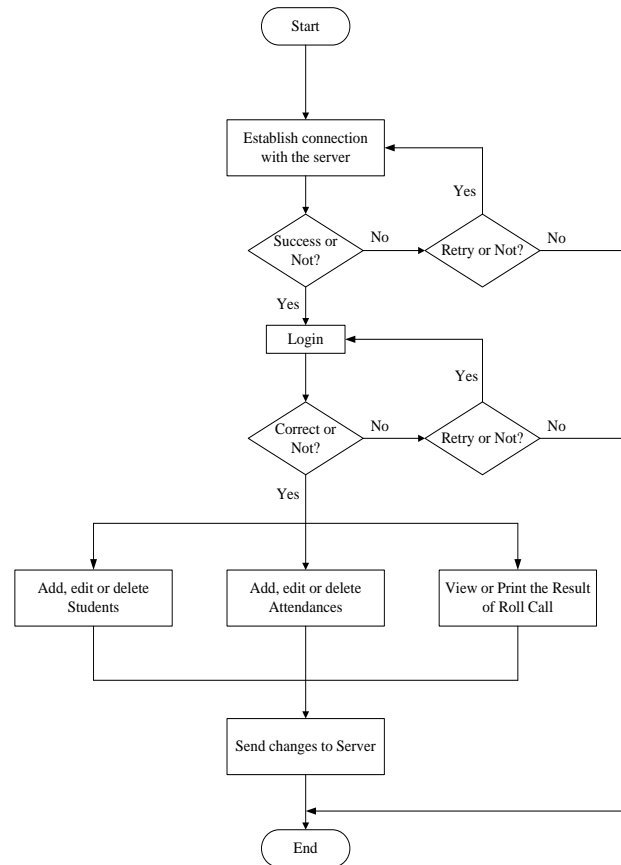 Start
Establish connection
with the server
Yes
Success or
Not?
No
Retry or Not?
No
Yes
Login
Yes
Correct or
Not?
No
Retry or Not?
No
Yes
Add, edit or delete
Students
Add, edit or delete
Attendances
View or Print the Result
of Roll Call
Send changes to Server
End